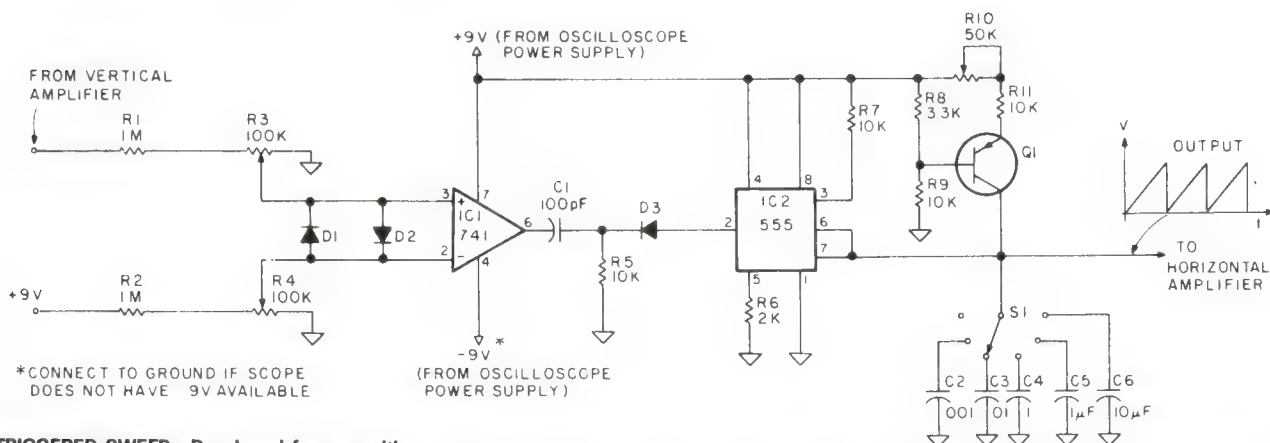 +9V (FROM OSCILLOSCOPE
POWER SUPPLY)
R10
50K
FROM VERTICAL
AMPLIFIER
R1
1M
R3
100K
R7
10K
R8
33K
R11
10K
Q1
V
OUTPUT
t
3
+
7
IC1
741
2
-
4
6
C1
100pF
D1
D2
D3
R5
10K
4
8
3
IC2
555
2
6
7
5
1
R6
2K
R9
10K
TO
HORIZONTAL
AMPLIFIER
+9V
R2
1M
R4
100K
-9V*
(FROM OSCILLOSCOPE
POWER SUPPLY)
*CONNECT TO GROUND IF SCOPE
DOES NOT HAVE 9V AVAILABLE
S1
C2
001
C3
01
C4
1
C5
1µF
C6
10µF